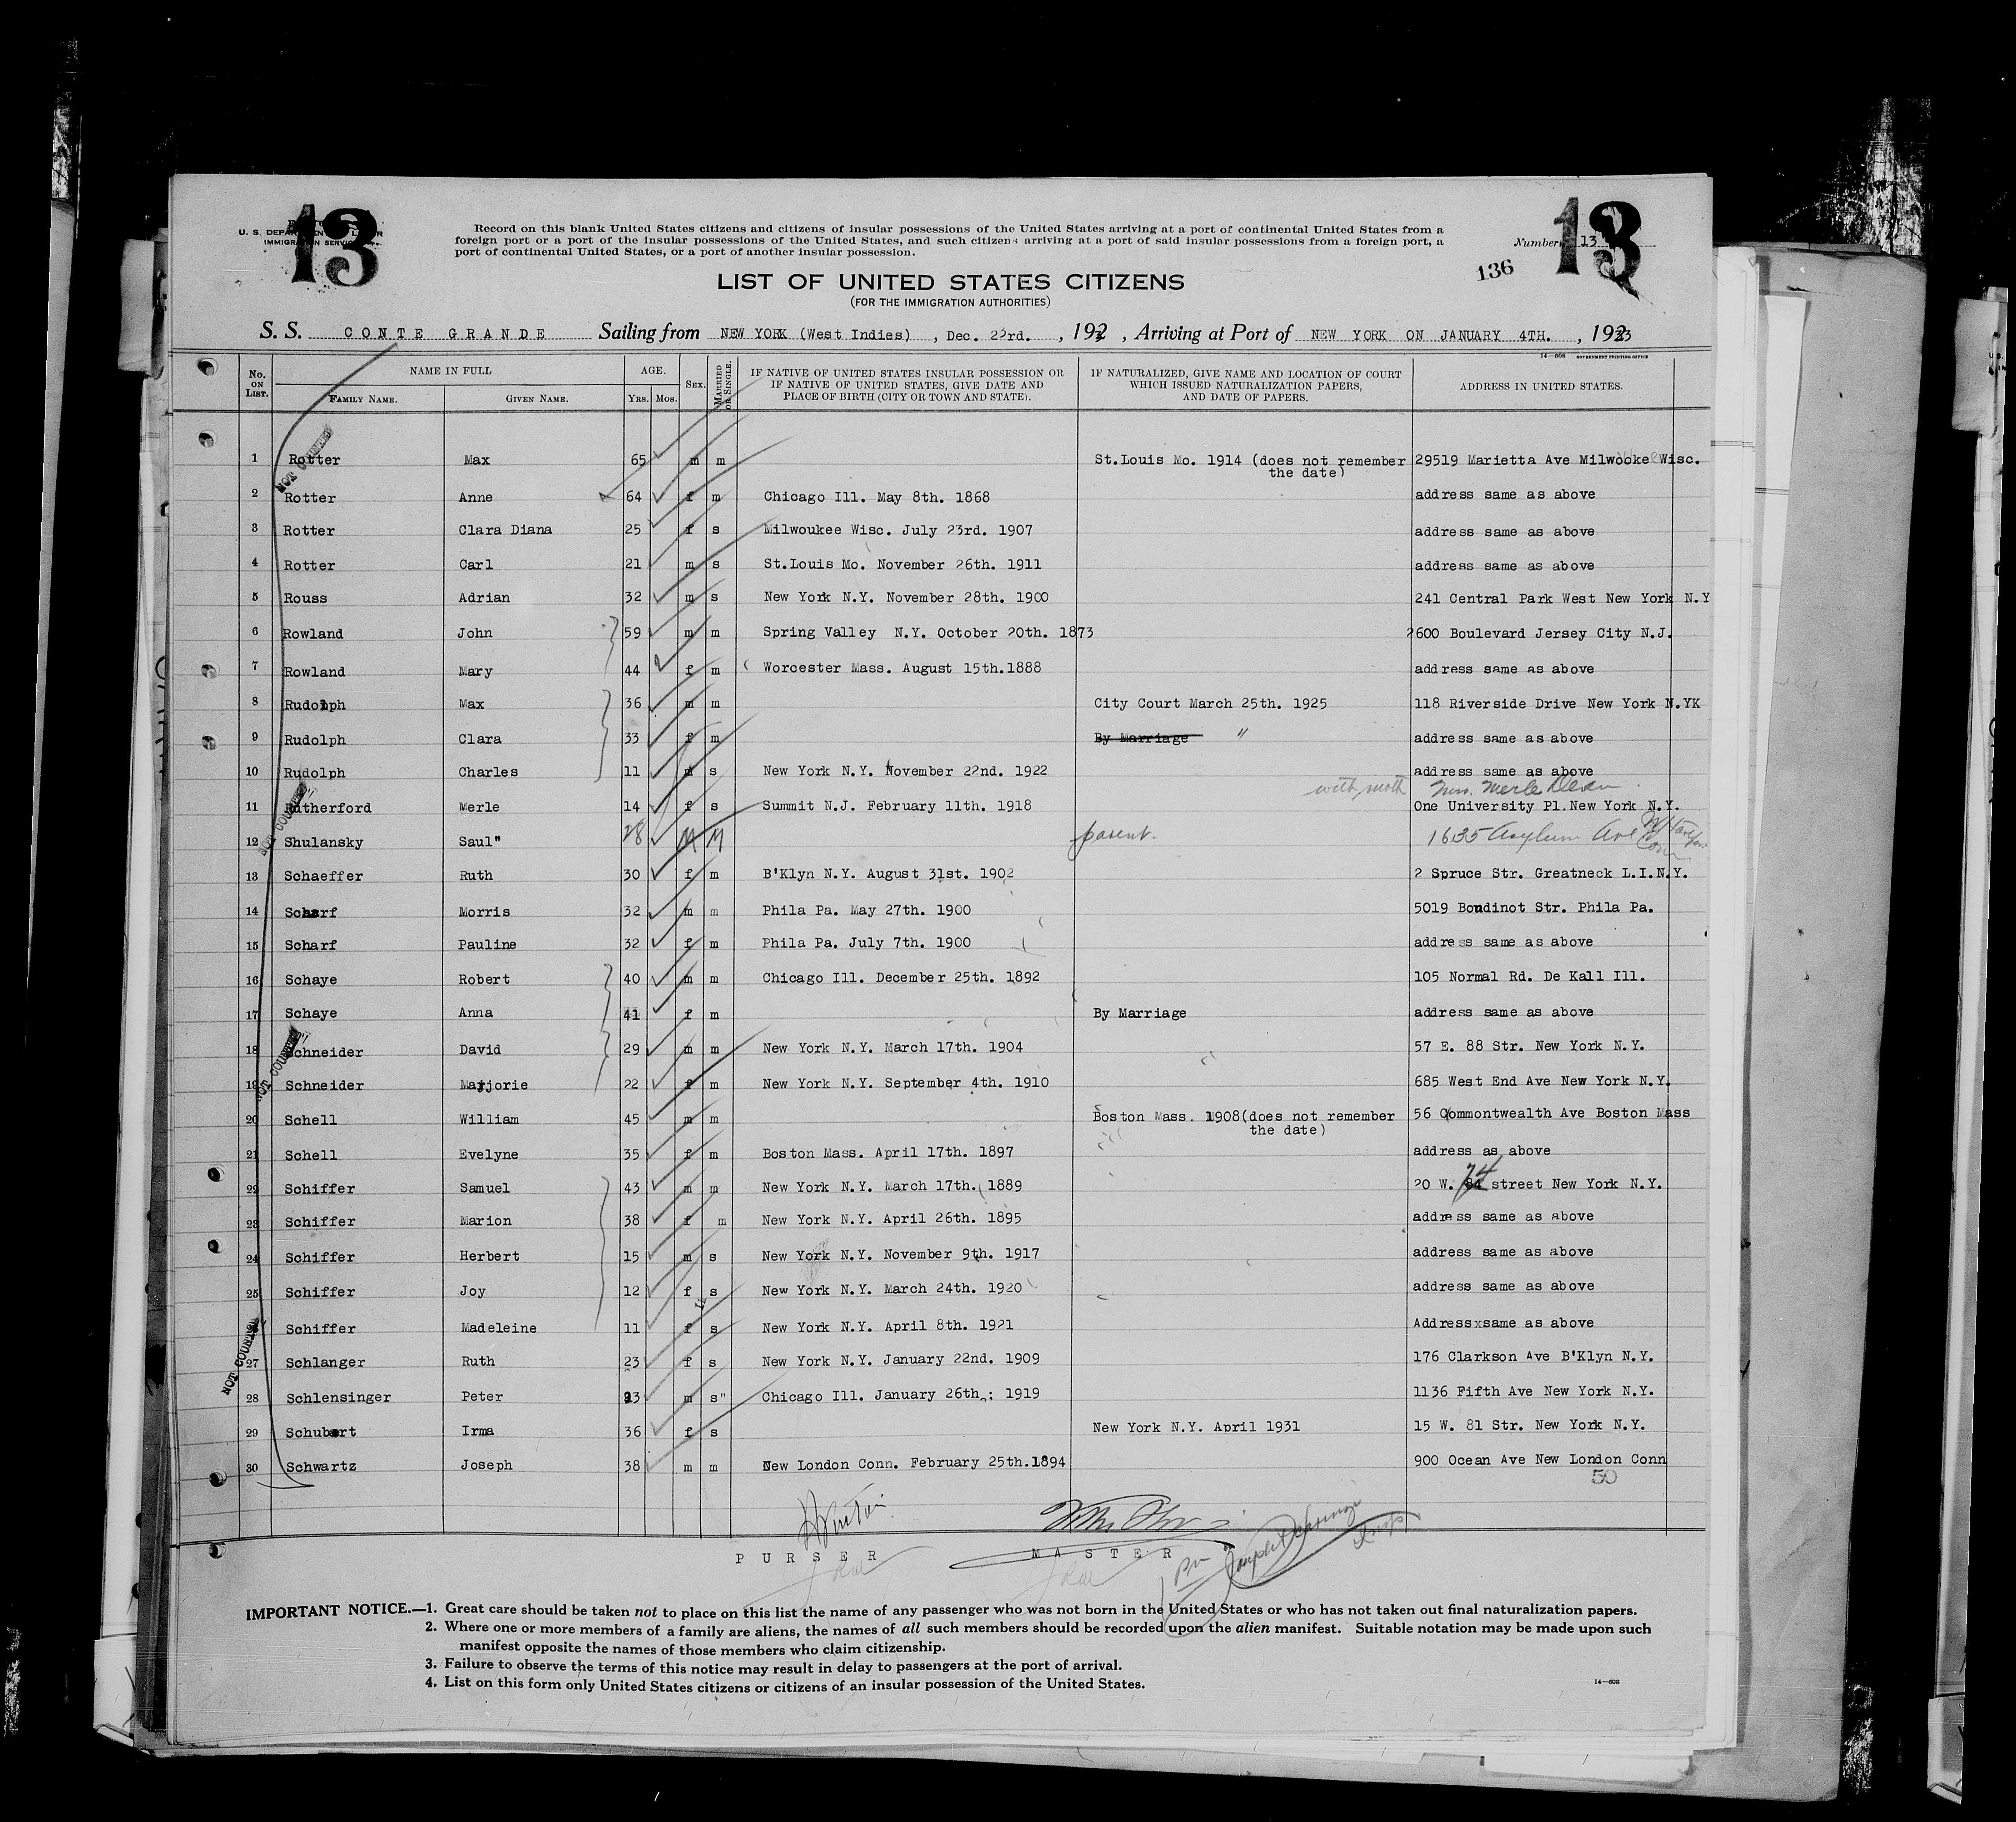 13
U. S. DEPARTMENT OF LABOR
IMMIGRATION SERVICE
Record on this blank United States citizens and citizens of insular possessions of the United States arriving at a port of continental United States from a
foreign port or a port of the insular possessions of the United States, and such citizens arriving at a port of said insular possessions from a foreign port, a
port of continental United States, or a port of another insular possession.
Number 13
13
136
LIST OF UNITED STATES CITIZENS
(FOR THE IMMIGRATION AUTHORITIES)
S. S. CONTE GRANDE Sailing from NEW YORK (West Indies) , Dec. 23rd. , 1932 , Arriving at Port of NEW YORK ON JANUARY 4TH. , 1933
14—608 GOVERNMENT PRINTING OFFICE
No. ON LIST. NAME IN FULL AGE. SEX. MARRIED OR SINGLE. IF NATIVE OF UNITED STATES INSULAR POSSESSION OR IF NATIVE OF UNITED STATES, GIVE DATE AND PLACE OF BIRTH (CITY OR TOWN AND STATE). IF NATURALIZED, GIVE NAME AND LOCATION OF COURT WHICH ISSUED NATURALIZATION PAPERS, AND DATE OF PAPERS. ADDRESS IN UNITED STATES.
FAMILY NAME. GIVEN NAME. YRS. MOS.
NOT COUNTED
1 Rotter Max 65 m m St.Louis Mo. 1914 (does not remember the date) 29519 Marietta Ave Milwooke Wisc.
2 Rotter Anne 64 f m Chicago Ill. May 8th. 1868 address same as above
3 Rotter Clara Diana 25 f s Milwoukee Wisc. July 23rd. 1907 address same as above
4 Rotter Carl 21 m s St.Louis Mo. November 26th. 1911 address same as above
5 Rouss Adrian 32 m s New York N.Y. November 28th. 1900 241 Central Park West New York N.Y
6 Rowland John 59 m m Spring Valley N.Y. October 20th. 1873 2600 Boulevard Jersey City N.J.
7 Rowland Mary 44 f m Worcester Mass. August 15th.1888 address same as above
8 Rudolph Max 36 m m City Court March 25th. 1925 118 Riverside Drive New York N.YK
9 Rudolph Clara 33 f m By Marriage " address same as above
10 Rudolph Charles 11 m s New York N.Y. November 22nd. 1922 address same as above
NOT COUNTED
with moth Mrs. Merle Dean
11 Rutherford Merle 14 f s Summit N.J. February 11th. 1918 One University Pl.New York N.Y.
12 Shulansky Saul" 28 M M parent. 1635 Asylum Ave W Hartford Conn
13 Schaeffer Ruth 30 f m B'Klyn N.Y. August 31st. 1902 2 Spruce Str. Greatneck L.I.N.Y.
14 Scharf Morris 32 m m Phila Pa. May 27th. 1900 5019 Boudinot Str. Phila Pa.
15 Scharf Pauline 32 f m Phila Pa. July 7th. 1900 address same as above
16 Schaye Robert 40 m m Chicago Ill. December 25th. 1892 105 Normal Rd. De Kall Ill.
17 Schaye Anna 41 f m By Marriage address same as above
NOT COUNTED
18 Schneider David 29 m m New York N.Y. March 17th. 1904 57 E. 88 Str. New York N.Y.
19 Schneider Marjorie 22 f m New York N.Y. September 4th. 1910 685 West End Ave New York N.Y.
20 Schell William 45 m m Boston Mass. 1908(does not remember the date) 56 Commontwealth Ave Boston Mass
21 Schell Evelyne 35 f m Boston Mass. April 17th. 1897 address as above
22 Schiffer Samuel 43 m m New York N.Y. March 17th. 1889 20 W. 74 street New York N.Y.
23 Schiffer Marion 38 f m New York N.Y. April 26th. 1895 address same as above
24 Schiffer Herbert 15 m s New York N.Y. November 9th. 1917 address same as above
25 Schiffer Joy 12 f s New York N.Y. March 24th. 1920 address same as above
NOT COUNTED
Schiffer Madeleine 11 f s New York N.Y. April 8th. 1921 Addressxsame as above
27 Schlanger Ruth 23 f s New York N.Y. January 22nd. 1909 176 Clarkson Ave B'Klyn N.Y.
28 Schlensinger Peter 13 m s" Chicago Ill. January 26th.: 1919 1136 Fifth Ave New York N.Y.
29 Schubert Irma 36 f s New York N.Y. April 1931 15 W. 81 Str. New York N.Y.
30 Schwartz Joseph 38 m m New London Conn. February 25th.1894 900 Ocean Ave New London Conn
50
PURSER MASTER
IMPORTANT NOTICE.—1. Great care should be taken not to place on this list the name of any passenger who was not born in the United States or who has not taken out final naturalization papers.
2. Where one or more members of a family are aliens, the names of all such members should be recorded upon the alien manifest. Suitable notation may be made upon such
manifest opposite the names of those members who claim citizenship.
3. Failure to observe the terms of this notice may result in delay to passengers at the port of arrival.
4. List on this form only United States citizens or citizens of an insular possession of the United States.
14—608